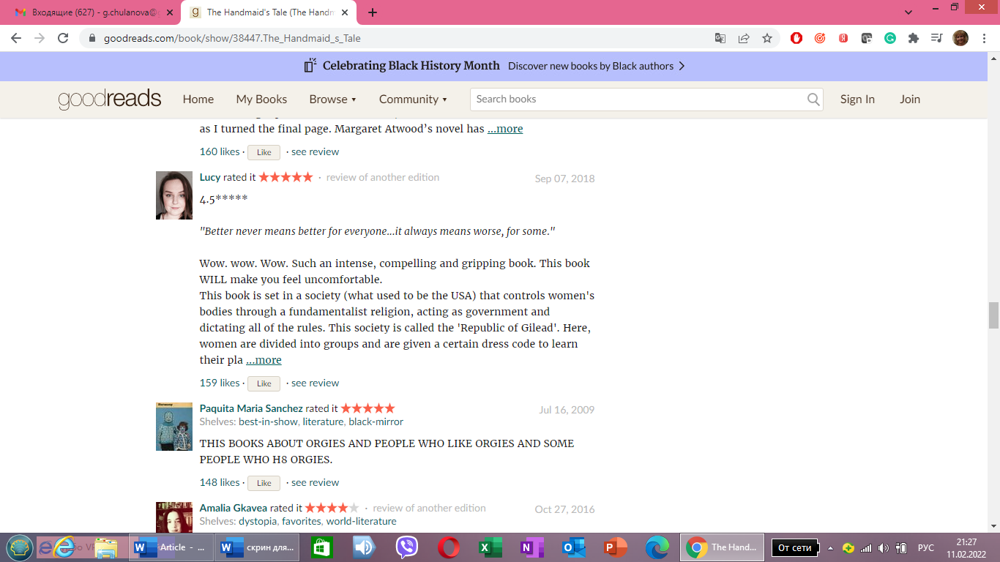 Входящие (627) - g.chulanova@
The Handmaid's Tale (The Handm
goodreads.com/book/show/38447.The_Handmaid_s_Tale
Celebrating Black History Month Discover new books by Black authors
goodreads Home My Books Browse Community Search books Sign In Join
as I turned the final page. Margaret Atwood’s novel has ...more
160 likes · Like · see review
Lucy rated it · review of another edition Sep 07, 2018
4.5*****
"Better never means better for everyone...it always means worse, for some."
Wow. wow. Wow. Such an intense, compelling and gripping book. This book
WILL make you feel uncomfortable.
This book is set in a society (what used to be the USA) that controls women's
bodies through a fundamentalist religion, acting as government and
dictating all of the rules. This society is called the 'Republic of Gilead'. Here,
women are divided into groups and are given a certain dress code to learn
their pla ...more
159 likes · Like · see review
Paquita Maria Sanchez rated it Jul 16, 2009
Shelves: best-in-show, literature, black-mirror
THIS BOOKS ABOUT ORGIES AND PEOPLE WHO LIKE ORGIES AND SOME
PEOPLE WHO H8 ORGIES.
148 likes · Like · see review
Amalia Gkavea rated it · review of another edition Oct 27, 2016
Shelves: dystopia, favorites, world-literature
Article - ... скрин для... The Hand... От сети РУС 21:27
11.02.2022